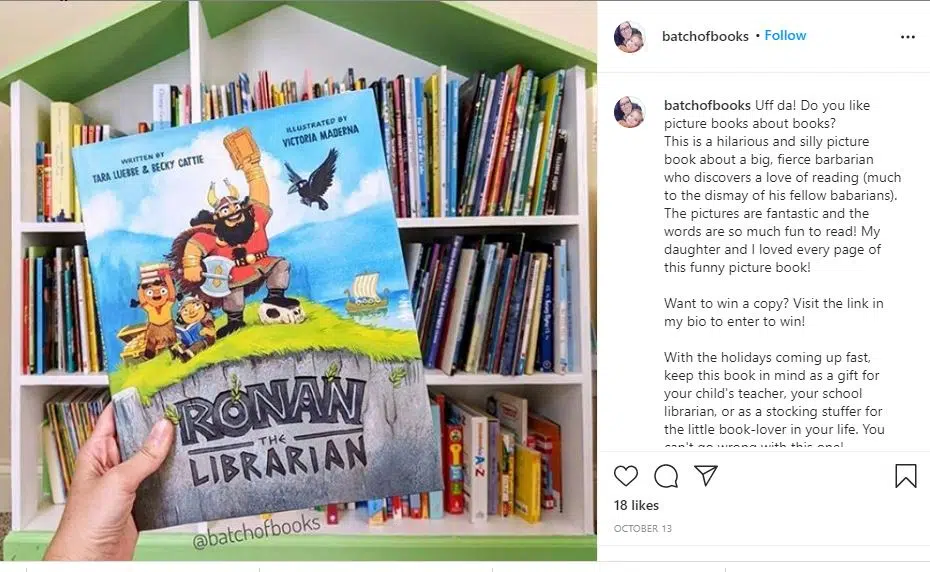 WRITTEN BY
TARA LUEBBE & BECKY CATTIE
ILLUSTRATED BY
VICTORIA MADERNA
RONAN
THE
LIBRARIAN
@batchofbooks
batchofbooks • Follow
batchofbooks Uff da! Do you like
picture books about books?
This is a hilarious and silly picture
book about a big, fierce barbarian
who discovers a love of reading (much
to the dismay of his fellow babarians).
The pictures are fantastic and the
words are so much fun to read! My
daughter and I loved every page of
this funny picture book!
Want to win a copy? Visit the link in
my bio to enter to win!
With the holidays coming up fast,
keep this book in mind as a gift for
your child's teacher, your school
librarian, or as a stocking stuffer for
the little book-lover in your life. You
can't go wrong with this one!
18 likes
OCTOBER 13